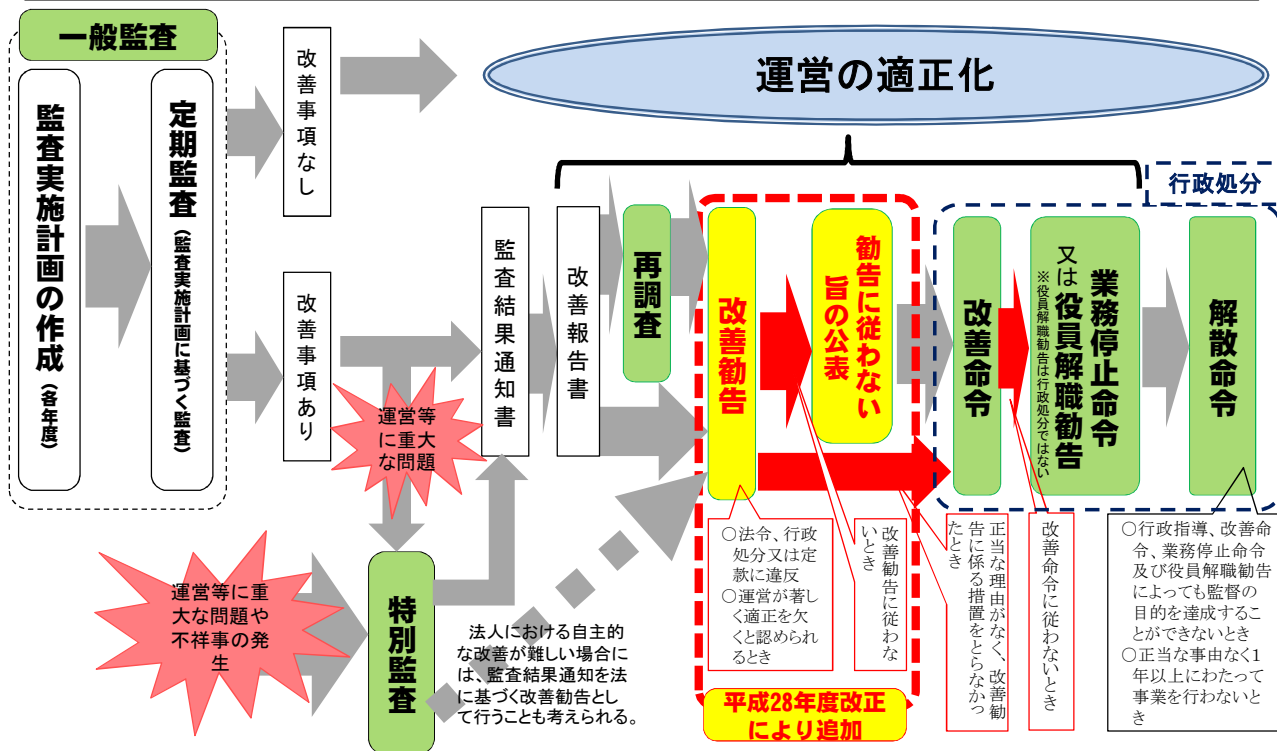 一般監査
監査実施計画の作成（各年度）
定期監査（監査実施計画に基づく監査）
改善事項なし
改善事項あり
運営の適正化
運営等
に重大
な問題
運営等に重
大な問題や
不祥事の発
生
特別監査
監査結果通知書
改善報告書
再調査
法人における自主的
な改善が難しい場合に
は、監査結果通知を法
に基づく改善勧告とし
て行うことも考えられる。
改善勧告
勧告に従わない
旨の公表
○法令、行政
処分又は定
款に違反
○運営が著し
く適正を欠
くと認めら
れるとき
改善勧告に従わな
いとき
平成28年度改正
により追加
行政処分
改善命令
業務停止命令
又は役員解職勧告
※役員解職勧告は行政処分ではない
解散命令
正当な理由がなく、改善勧
告に係る措置をとらなかっ
たとき
改善命令に従わないとき
○行政指導、改善命
令、業務停止命令
及び役員解職勧告
によっても監督の
目的を達成するこ
とができないとき
○正当な事由なく1
年以上にわたって
事業を行わないと
き